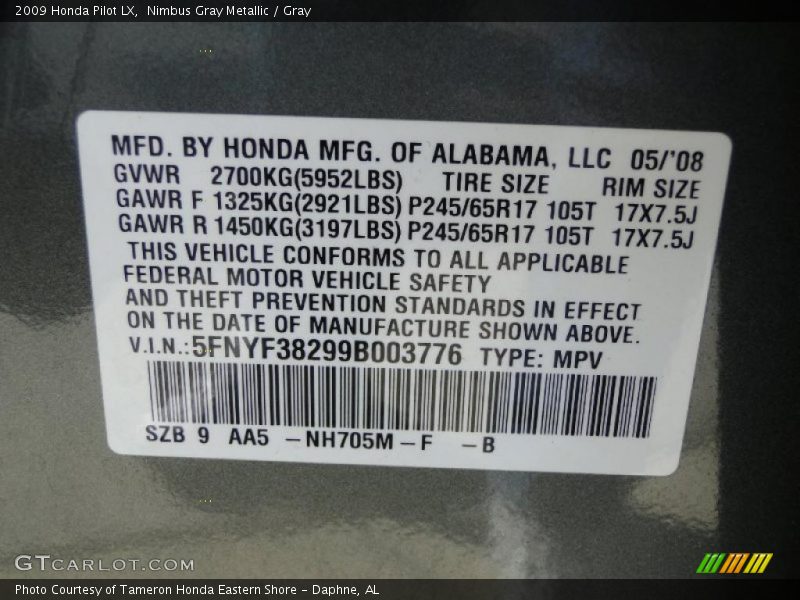 2009 Honda Pilot LX, Nimbus Gray Metallic / Gray
MFD. BY HONDA MFG. OF ALABAMA, LLC 05/'08
GVWR 2700KG(5952LBS) TIRE SIZE RIM SIZE
GAWR F 1325KG(2921LBS) P245/65R17 105T 17X7.5J
GAWR R 1450KG(3197LBS) P245/65R17 105T 17X7.5J
THIS VEHICLE CONFORMS TO ALL APPLICABLE
FEDERAL MOTOR VEHICLE SAFETY
AND THEFT PREVENTION STANDARDS IN EFFECT
ON THE DATE OF MANUFACTURE SHOWN ABOVE.
V.I.N.:5FNYF38299B003776 TYPE: MPV
SZB 9 AA5 –NH705M–F –B
GTCARLOT.COM
Photo Courtesy of Tameron Honda Eastern Shore – Daphne, AL